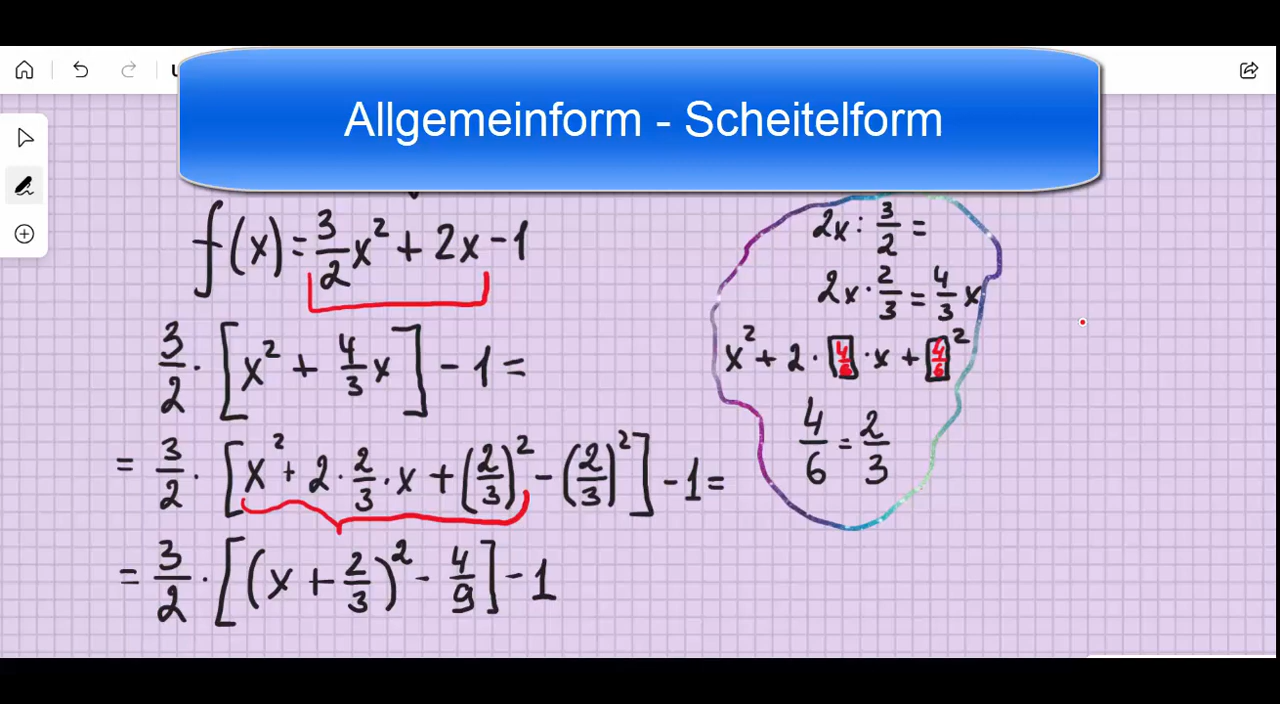 Allgemeinform - Scheitelform
f(x) = 3/2 x² + 2x - 1
3/2 · [x² + 4/3 x] - 1 =
= 3/2 · [x² + 2 · 2/3 · x + (2/3)² - (2/3)²] - 1 =
= 3/2 · [(x + 2/3)² - 4/9] - 1
2x : 3/2 =
2x · 2/3 = 4/3 x
x² + 2 · 4/6 · x + 4/6²
4/6 = 2/3